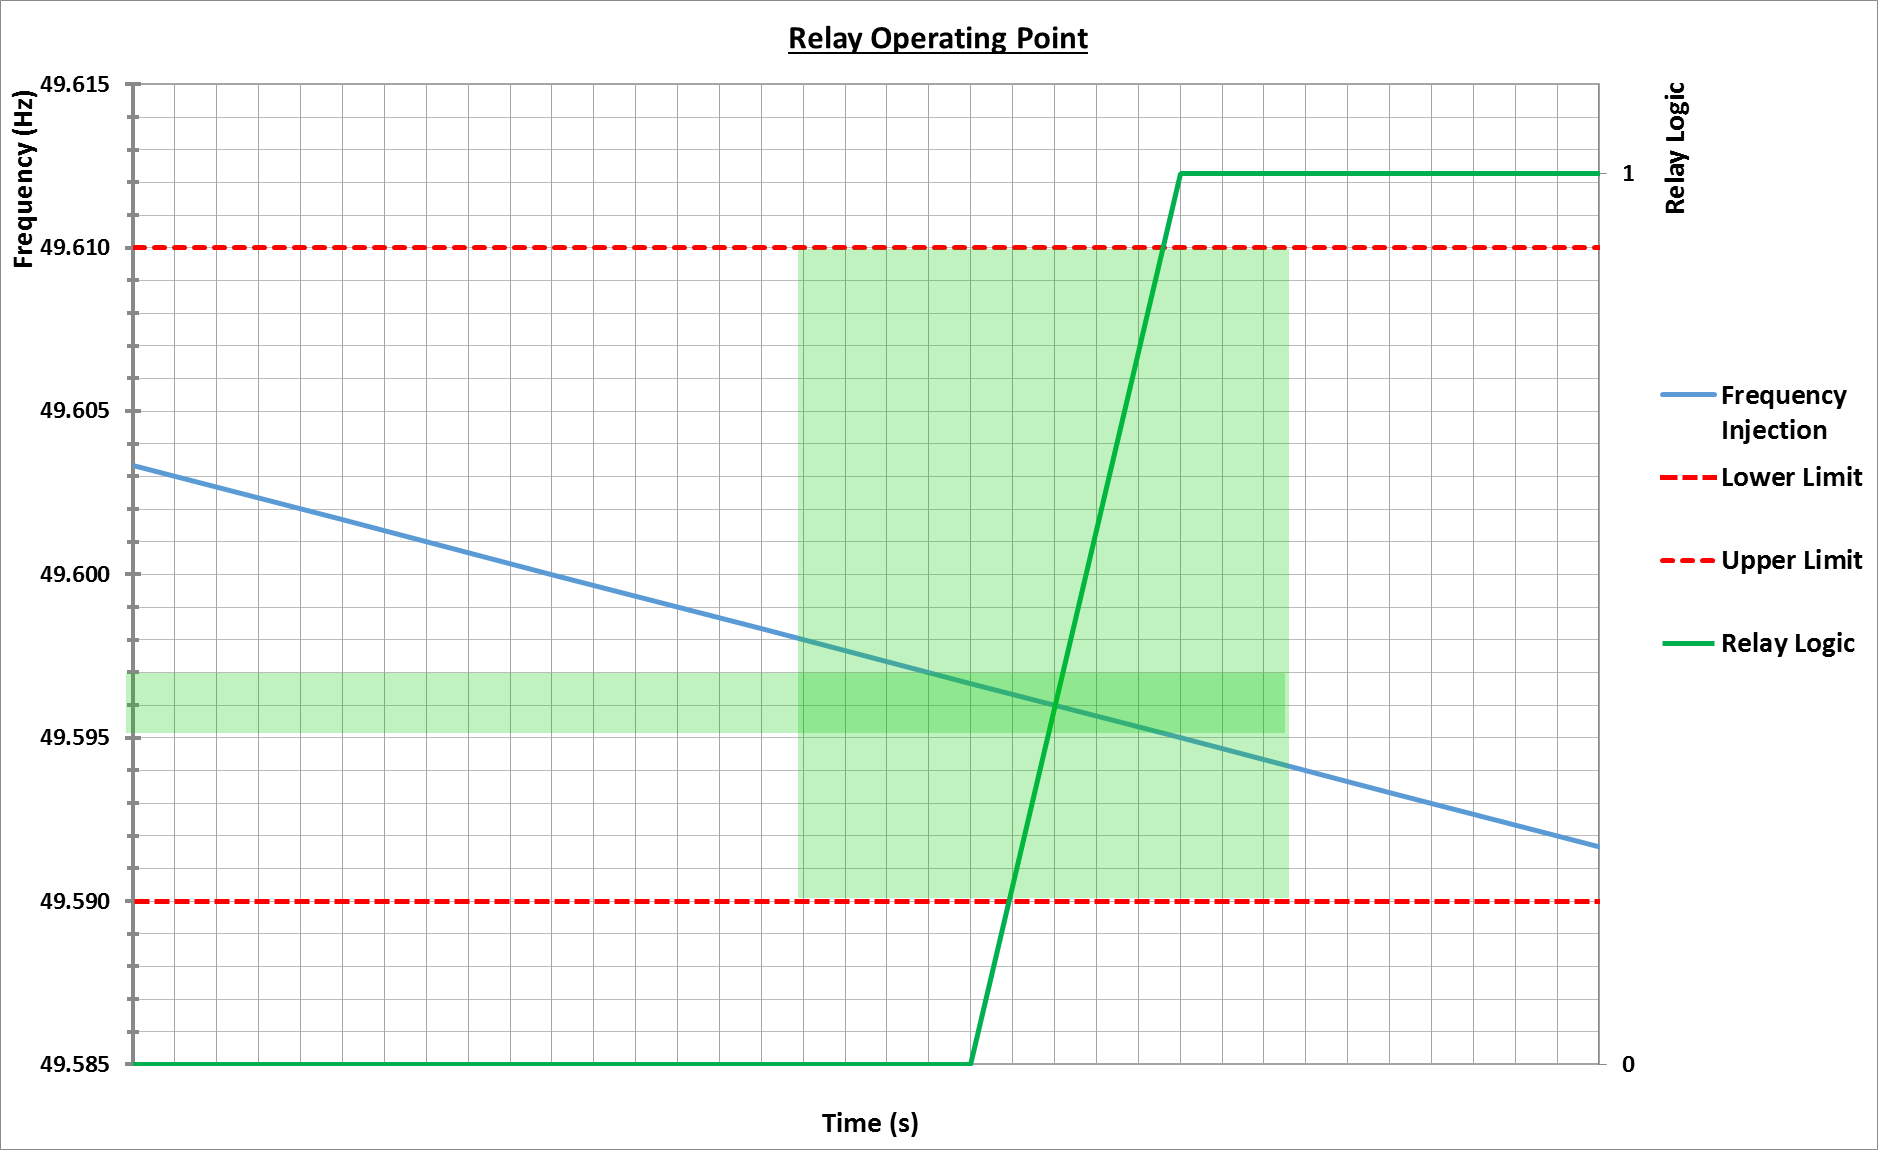 Relay Operating Point
Frequency (Hz)
49.615
49.610
49.605
49.600
49.595
49.590
49.585
Time (s)
1
0
Relay Logic
Frequency
Injection
Lower Limit
Upper Limit
Relay Logic